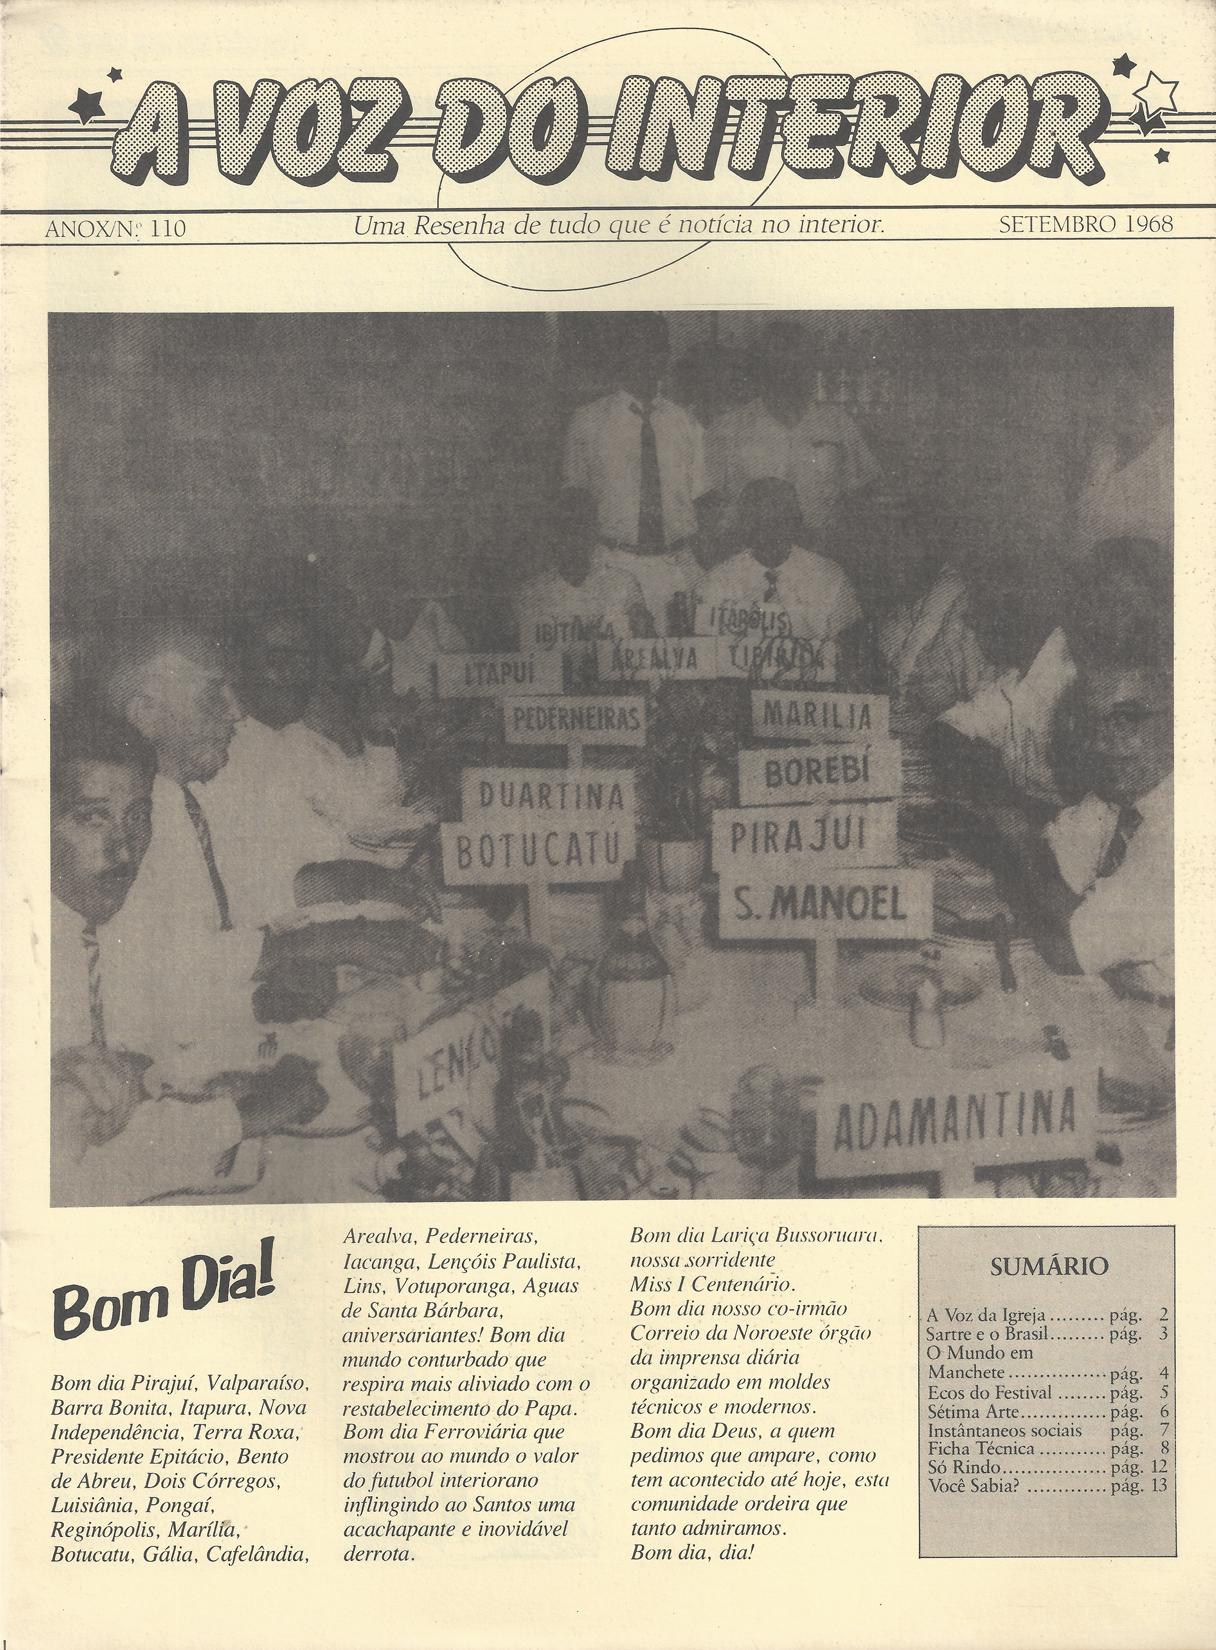 A VOZ DO INTERIOR
ANOX/N.º 110
Uma Resenha de tudo que é notícia no interior.
SETEMBRO 1968
IBITINGA
ITÁPOLIS
ITAPUÍ
AREALVA
TIBIRIÇA
PEDERNEIRAS
MARILIA
DUARTINA
BOREBÍ
BOTUCATÚ
PIRAJUI
S. MANOEL
LENÇO
ADAMANTINA
Bom Dia!
Bom dia Pirajuí, Valparaíso,
Barra Bonita, Itapura, Nova
Independência, Terra Roxa,
Presidente Epitácio, Bento
de Abreu, Dois Córregos,
Luisiânia, Pongaí,
Reginópolis, Marília,
Botucatu, Gália, Cafelândia,
Arealva, Pederneiras,
Iacanga, Lençóis Paulista,
Lins, Votuporanga, Aguas
de Santa Bárbara,
aniversariantes! Bom dia
mundo conturbado que
respira mais aliviado com o
restabelecimento do Papa.
Bom dia Ferroviária que
mostrou ao mundo o valor
do futubol interiorano
inflingindo ao Santos uma
acachapante e inovidável
derrota.
Bom dia Lariça Bussoruara.
nossa sorridente
Miss I Centenário.
Bom dia nosso co-irmão
Correio da Noroeste órgão
da imprensa diária
organizado em moldes
técnicos e modernos.
Bom dia Deus, a quem
pedimos que ampare, como
tem acontecido até hoje, esta
comunidade ordeira que
tanto admiramos.
Bom dia, dia!
SUMÁRIO
A Voz da Igreja ......... pág. 2
Sartre e o Brasil......... pág. 3
O Mundo em
Manchete ................ pág. 4
Ecos do Festival ........ pág. 5
Sétima Arte.............. pág. 6
Instântaneos sociais pág. 7
Ficha Técnica ........... pág. 8
Só Rindo................. pág. 12
Você Sabia? ............. pág. 13